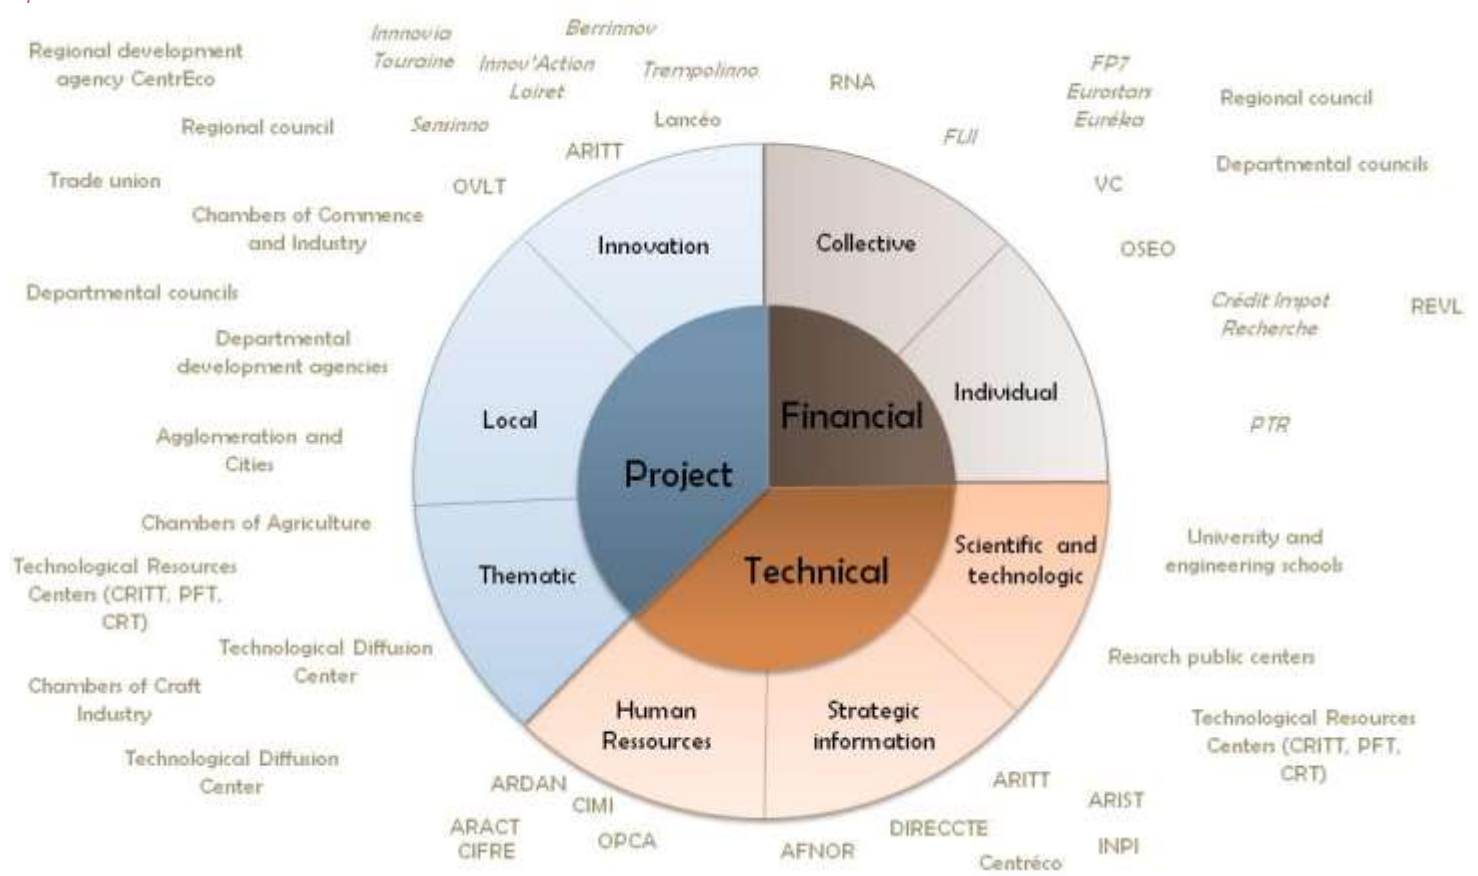 Innnovia
Touraine
Berrinnov
Regional development
agency CentrEco
Innov'Action
Loiret
Trempolinno
RNA
FP7
Eurostars
Euréka
Regional council
Regional council
Sensinno
Lancéo
FUI
ARITT
Departmental councils
Trade union
OVLT
VC
Chambers of Commence
and Industry
Innovation
Collective
OSEO
Departmental councils
Crédit Impot
Recherche
REVL
Departmental
development agencies
Individual
Local
Financial
PTR
Agglomeration and
Cities
Project
Chambers of Agriculture
University and
engineering schools
Scientific and
technologic
Technical
Thematic
Technological Resources
Centers (CRITT, PFT,
CRT)
Technological Diffusion
Center
Resarch public centers
Chambers of Craft
Industry
Human
Ressources
Strategic
information
Technological Resources
Centers (CRITT, PFT,
CRT)
Technological Diffusion
Center
ARDAN
CIMI
ARITT
ARIST
ARACT
CIFRE
OPCA
AFNOR
DIRECCTE
Centréco
INPI